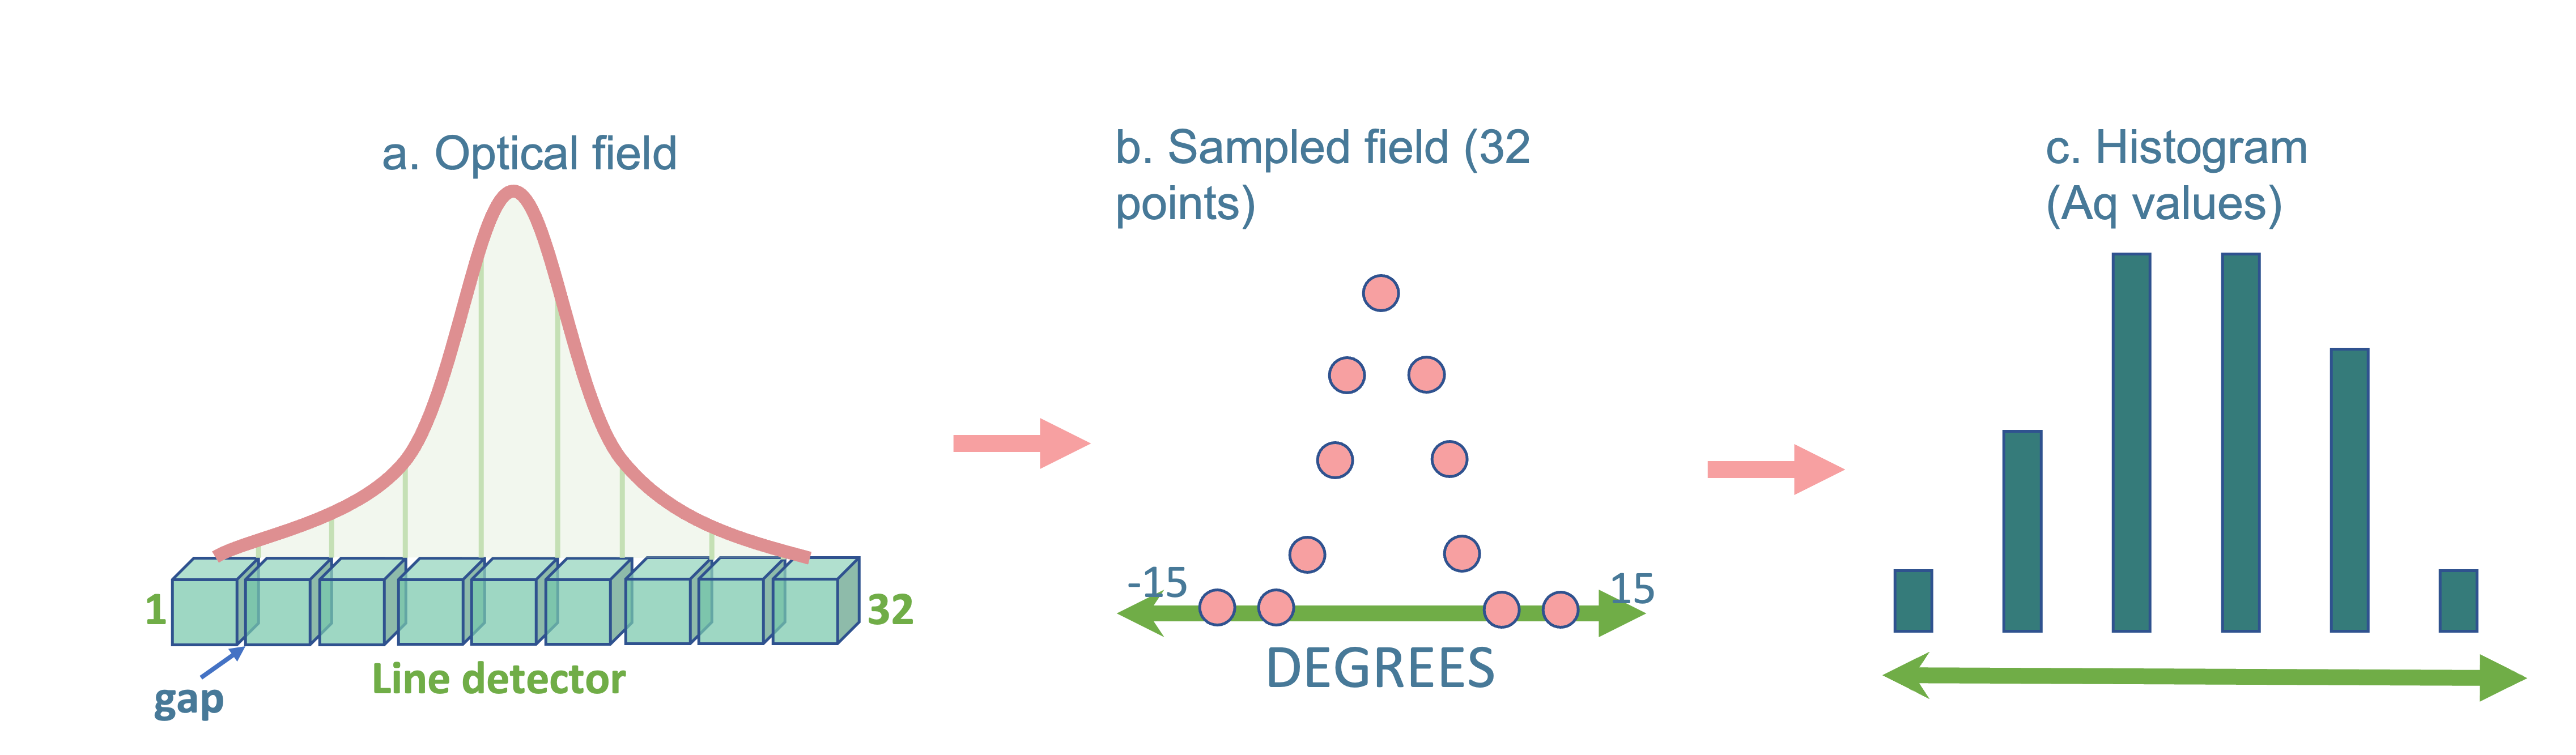 a. Optical field
1
32
gap
Line detector
b. Sampled field (32
points)
-15
15
DEGREES
c. Histogram
(Aq values)